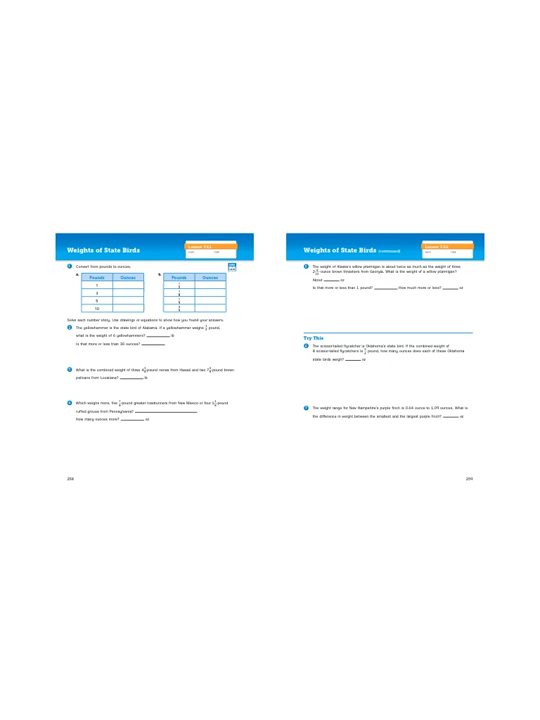 Weights of State Birds
Convert from pounds to ounces.
a.
Pounds Ounces
1
3
5
10
b.
Pounds Ounces
Solve each number story. Use drawings or equations to show how you found your answers.
The yellowhammer is the state bird of Alabama. If a yellowhammer weighs pound,
what is the weight of 6 yellowhammers? lb
Is that more or less than 30 ounces?
What is the combined weight of three pound nenes from Hawaii and two pound brown
pelicans from Louisiana? lb
Which weighs more, five pound greater roadrunners from New Mexico or four pound
ruffed grouse from Pennsylvania?
How many ounces more? oz
258
Weights of State Birds (continued)
The weight of Alaska's willow ptarmigan is about twice as much as the weight of three
ounce brown thrashers from Georgia. What is the weight of a willow ptarmigan?
About oz
Is that more or less than 1 pound? How much more or less? oz
Try This
The scissor-tailed flycatcher is Oklahoma's state bird. If the combined weight of
8 scissor-tailed flycatchers is pound, how many ounces does each of these Oklahoma
state birds weigh? oz
The weight range for New Hampshire's purple finch is 0.64 ounce to 1.09 ounces. What is
the difference in weight between the smallest and the largest purple finch? oz
259